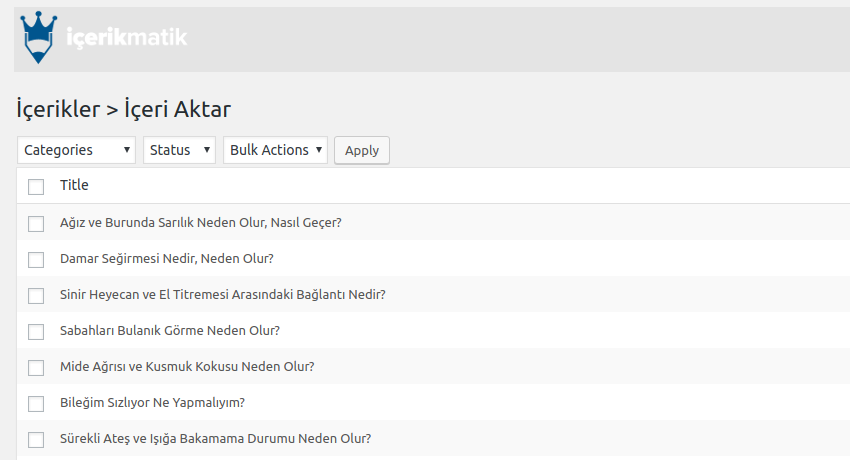 içerikmatik
İçerikler > İçeri Aktar
Categories Status Bulk Actions Apply
Title
Ağız ve Burunda Sarılık Neden Olur, Nasıl Geçer?
Damar Seğirmesi Nedir, Neden Olur?
Sinir Heyecan ve El Titremesi Arasındaki Bağlantı Nedir?
Sabahları Bulanık Görme Neden Olur?
Mide Ağrısı ve Kusmuk Kokusu Neden Olur?
Bileğim Sızlıyor Ne Yapmalıyım?
Sürekli Ateş ve Işığa Bakamama Durumu Neden Olur?